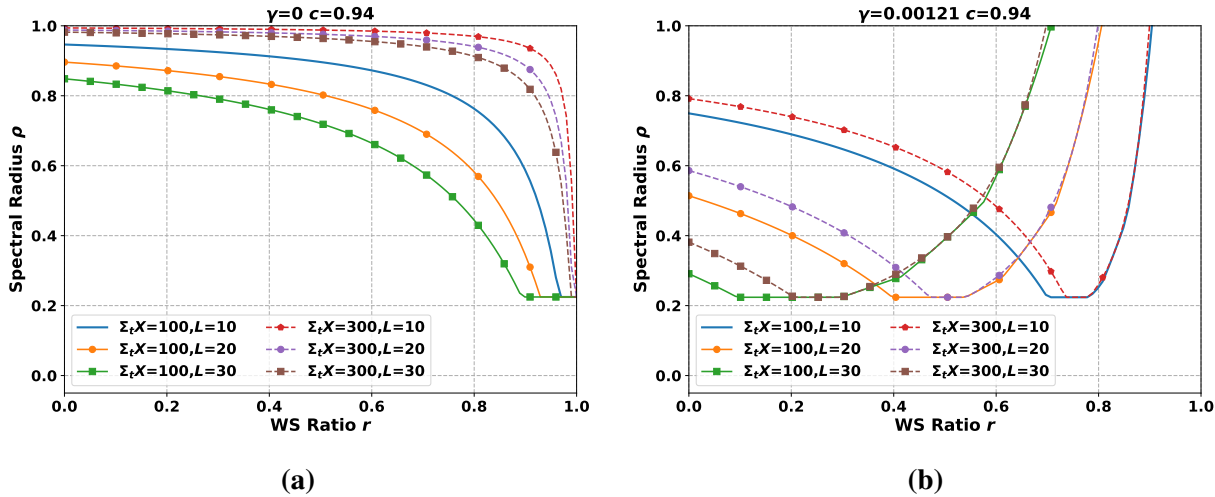 γ=0 c=0.94
Spectral Radius ρ
1.0
0.8
0.6
0.4
0.2
0.0
Σ_tX=100,L=10
Σ_tX=100,L=20
Σ_tX=100,L=30
Σ_tX=300,L=10
Σ_tX=300,L=20
Σ_tX=300,L=30
0.0 0.2 0.4 0.6 0.8 1.0
WS Ratio r
(a)
γ=0.00121 c=0.94
Spectral Radius ρ
1.0
0.8
0.6
0.4
0.2
0.0
Σ_tX=100,L=10
Σ_tX=100,L=20
Σ_tX=100,L=30
Σ_tX=300,L=10
Σ_tX=300,L=20
Σ_tX=300,L=30
0.0 0.2 0.4 0.6 0.8 1.0
WS Ratio r
(b)